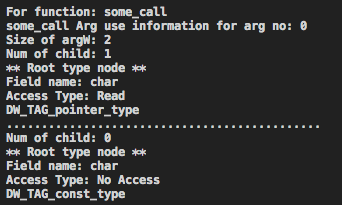 For function: some_call
some_call Arg use information for arg no: 0
Size of argW: 2
Num of child: 1
** Root type node **
Field name: char
Access Type: Read
DW_TAG_pointer_type
.............................................
Num of child: 0
** Root type node **
Field name: char
Access Type: No Access
DW_TAG_const_type